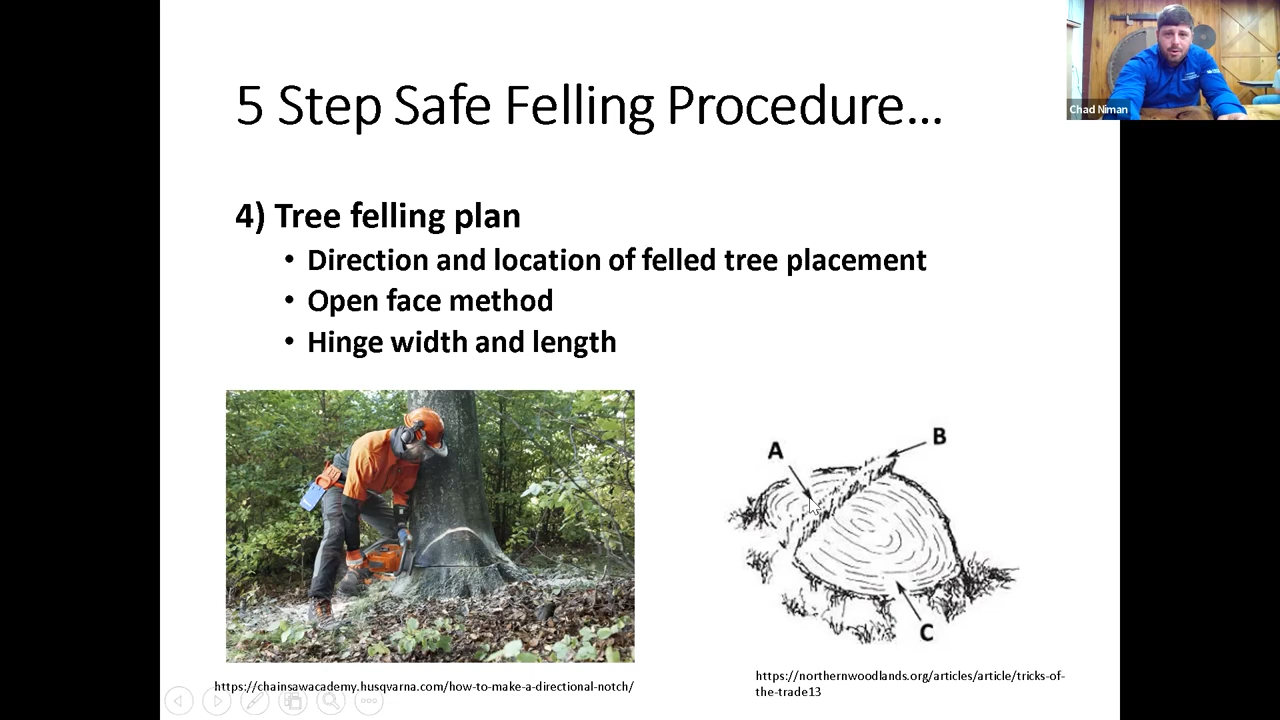 5 Step Safe Felling Procedure...
Chad Niman
4) Tree felling plan
• Direction and location of felled tree placement
• Open face method
• Hinge width and length
A
B
C
https://chainsawacademy.husqvarna.com/how-to-make-a-directional-notch/
https://northernwoodlands.org/articles/article/tricks-of-
the-trade13